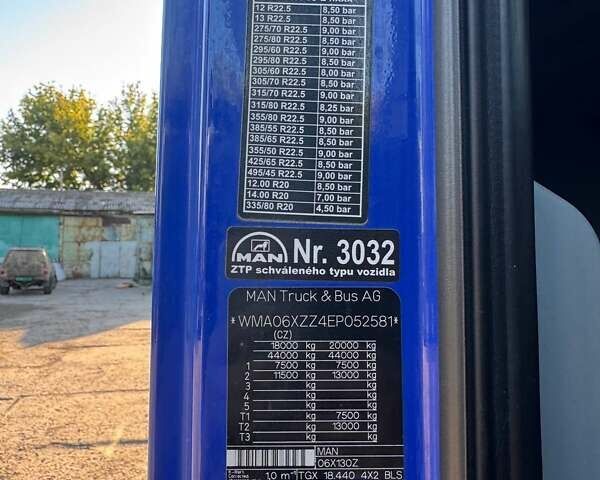 12 R22.5 8,50 bar
13 R22.5 8,50 bar
275/70 R22.5 9,00 bar
275/80 R22.5 8,50 bar
295/60 R22.5 9,00 bar
295/80 R22.5 8,50 bar
305/60 R22.5 8,00 bar
305/70 R22.5 8,50 bar
315/70 R22.5 9,00 bar
315/80 R22.5 8,25 bar
355/80 R22.5 9,00 bar
385/55 R22.5 8,50 bar
385/65 R22.5 9,00 bar
355/50 R22.5 9,00 bar
425/65 R22.5 8,50 bar
495/45 R22.5 9,00 bar
12.00 R20 8,50 bar
14.00 R20 7,00 bar
335/80 R20 4,50 bar
MAN Nr. 3032
ZTP schváleného typu vozidla
MAN Truck & Bus AG
*WMA06XZZ4EP052581*
(CZ)
18000 kg 20000 kg
44000 kg 44000 kg
1 7500 kg 7500 kg
2 11500 kg 13000 kg
3 kg kg
4 kg kg
5 kg kg
T1 kg 7500 kg
T2 kg 13000 kg
T3 kg kg
MAN
06X130Z
1,0 m⁻¹ TGX 18.440 4X2 BLS